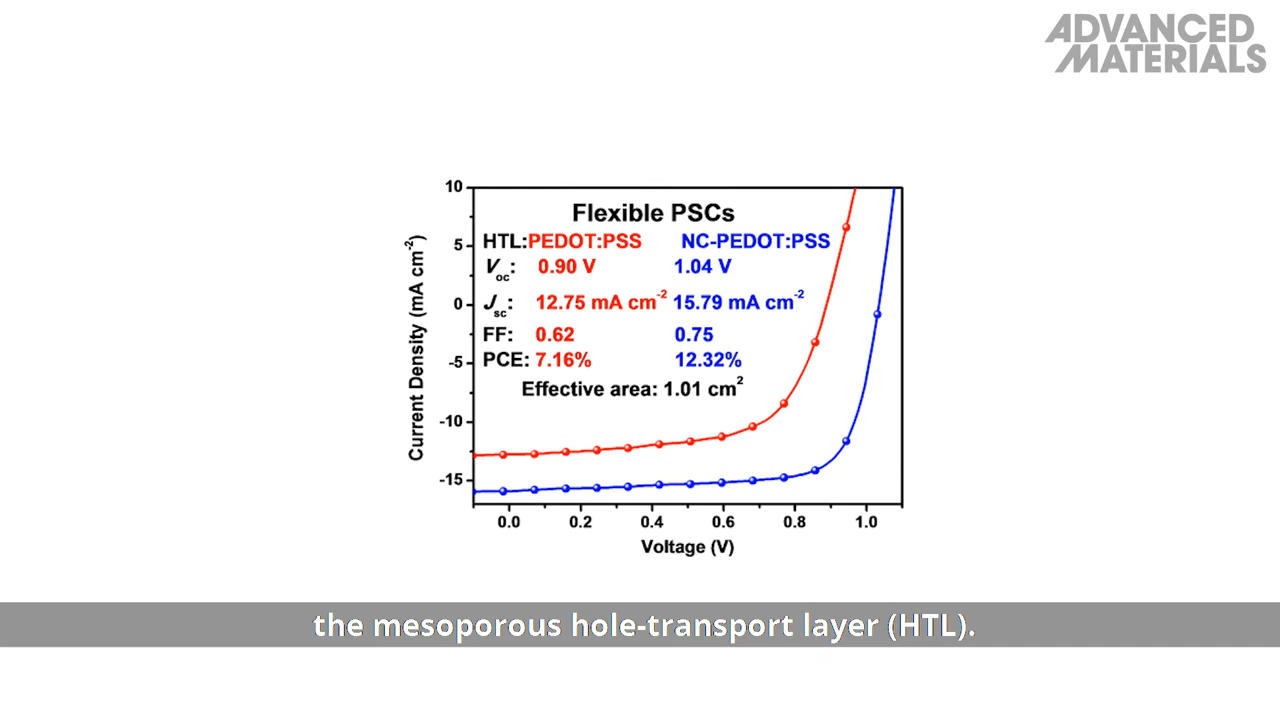 ADVANCED
MATERIALS
Flexible PSCs
HTL:PEDOT:PSS NC-PEDOT:PSS
Voc: 0.90 V 1.04 V
Jsc: 12.75 mA cm-2 15.79 mA cm-2
FF: 0.62 0.75
PCE: 7.16% 12.32%
Effective area: 1.01 cm2
Current Density (mA cm-2)
10
5
0
-5
-10
-15
0.0 0.2 0.4 0.6 0.8 1.0
Voltage (V)
the mesoporous hole-transport layer (HTL).